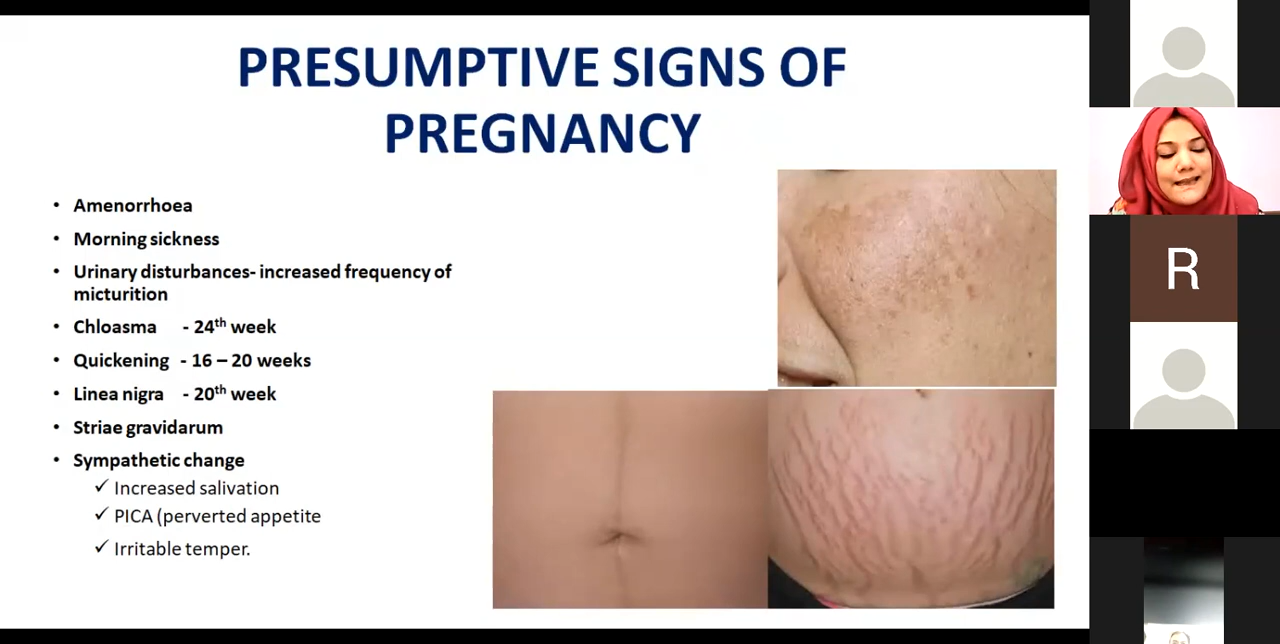 PRESUMPTIVE SIGNS OF
PREGNANCY
• Amenorrhoea
• Morning sickness
• Urinary disturbances- increased frequency of
micturition
• Chloasma - 24th week
• Quickening - 16 – 20 weeks
• Linea nigra - 20th week
• Striae gravidarum
• Sympathetic change
✓ Increased salivation
✓ PICA (perverted appetite
✓ Irritable temper.
R